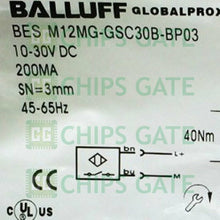 BALLUFF GLOBALPROX
BES M12MG-GSC30B-BP03
10-30V DC
200MA
SN=3mm
45-65Hz
40Nm
bn L+
bu M
CHIPS GATE
CHIPS GATE
CHIPS GATE